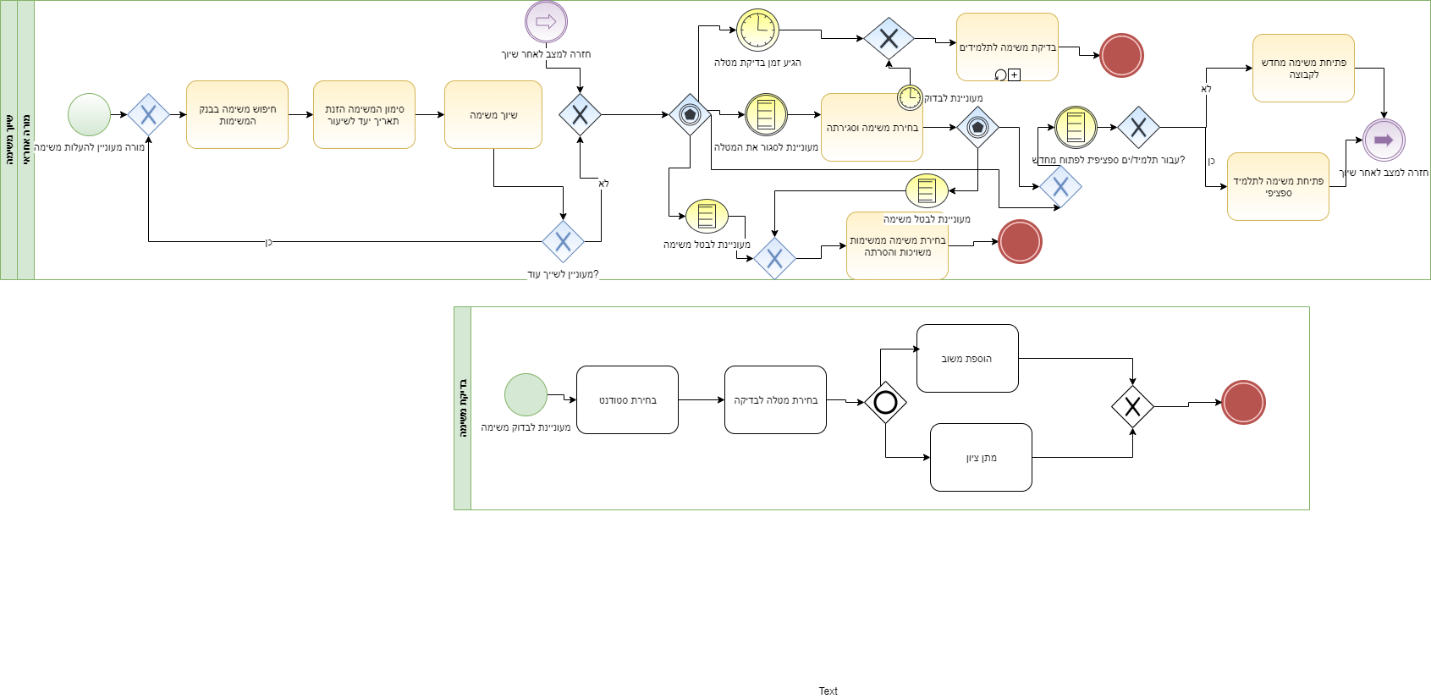 שיוך משימה
מורה או הוראי
מורה מעוניין להעלות משימה
חיפוש משימה בבנק
המשימות
סימון המשימה הזנת
תאריך יעד לשיעור
שיוך משימה
חזרה למצב לאחר שיוך
לא
כן
מעוניין לשייך עוד?
הגיע זמן בדיקת מטלה
מעוניינת לסגור את המטלה
מעוניינת לבטל משימה
בדיקת משימה לתלמידים
מעוניינת לבדוק
בחירת משימה וסגירתה
מעוניינת לבטל משימה
בחירת משימה ממשימות
משויכות והסרתה
עבור תלמיד/ים ספציפית לפתוח מחדש?
לא
כן
פתיחת משימה מחדש
לקבוצה
פתיחת משימה לתלמיד
ספציפי
חזרה למצב לאחר שיוך
בדיקת משימה
מעוניינת לבדוק משימה
בחירת סטודנט
בחירת מטלה לבדיקה
הוספת משוב
מתן ציון
Text